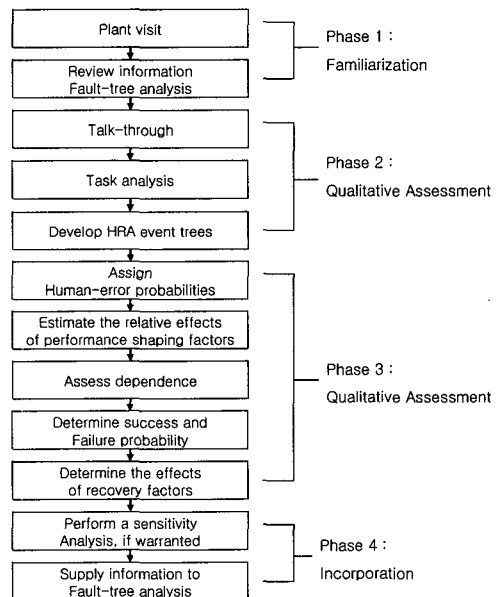 Plant visit
Review information
Fault-tree analysis
Talk-through
Task analysis
Develop HRA event trees
Assign
Human-error probabilities
Estimate the relative effects
of performance shaping factors
Assess dependence
Determine success and
Failure probability
Determine the effects
of recovery factors
Perform a sensitivity
Analysis, if warranted
Supply information to
Fault-tree analysis
Phase 1 :
Familiarization
Phase 2 :
Qualitative Assessment
Phase 3 :
Qualitative Assessment
Phase 4 :
Incorporation